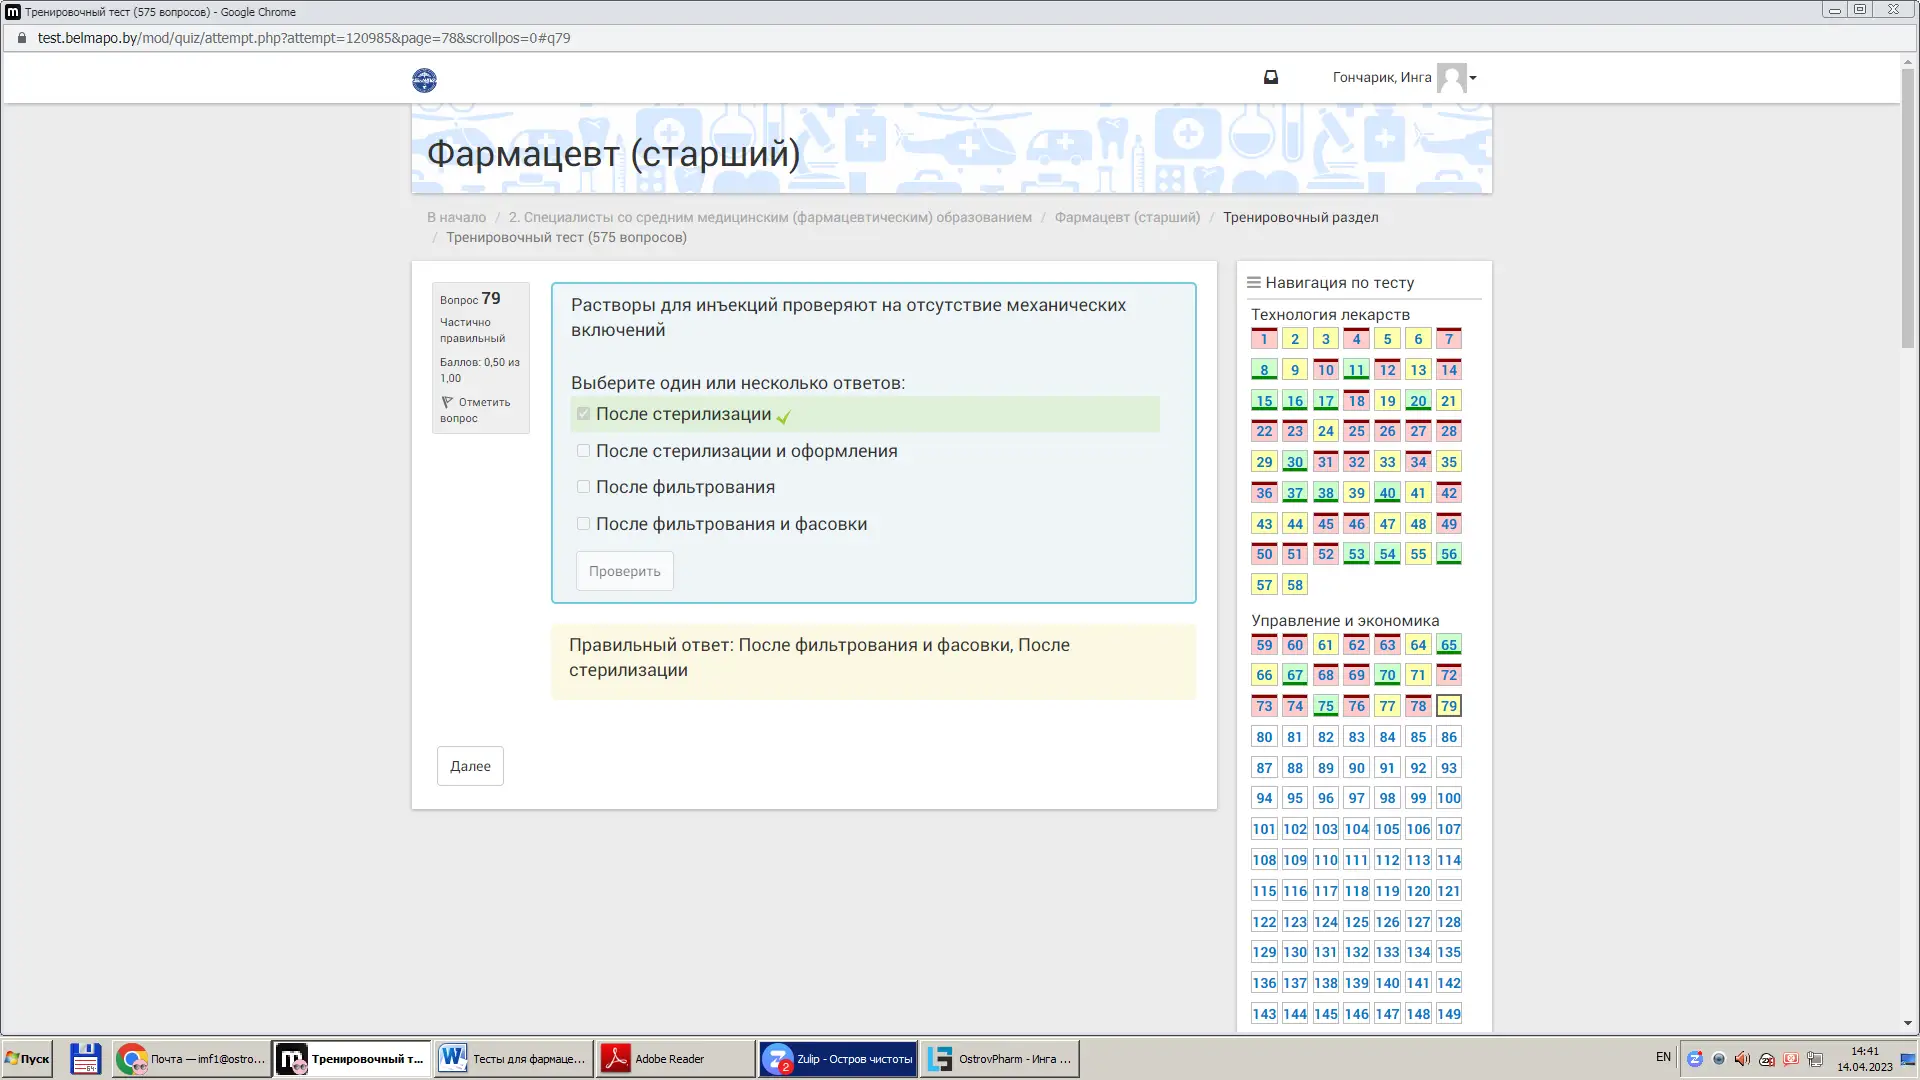 Тренировочный тест (575 вопросов) - Google Chrome
test.belmapo.by/mod/quiz/attempt.php?attempt=120985&page=78&scrollpos=0#q79
Гончарик, Инга
Фармацевт (старший)
В начало / 2. Специалисты со средним медицинским (фармацевтическим) образованием / Фармацевт (старший) / Тренировочный раздел
/ Тренировочный тест (575 вопросов)
Вопрос 79
Частично
правильный
Баллов: 0,50 из
1,00
Отметить
вопрос
Растворы для инъекций проверяют на отсутствие механических
включений
Выберите один или несколько ответов:
После стерилизации
После стерилизации и оформления
После фильтрования
После фильтрования и фасовки
Проверить
Правильный ответ: После фильтрования и фасовки, После
стерилизации
Далее
Навигация по тесту
Технология лекарств
1 2 3 4 5 6 7
8 9 10 11 12 13 14
15 16 17 18 19 20 21
22 23 24 25 26 27 28
29 30 31 32 33 34 35
36 37 38 39 40 41 42
43 44 45 46 47 48 49
50 51 52 53 54 55 56
57 58
Управление и экономика
59 60 61 62 63 64 65
66 67 68 69 70 71 72
73 74 75 76 77 78 79
80 81 82 83 84 85 86
87 88 89 90 91 92 93
94 95 96 97 98 99 100
101 102 103 104 105 106 107
108 109 110 111 112 113 114
115 116 117 118 119 120 121
122 123 124 125 126 127 128
129 130 131 132 133 134 135
136 137 138 139 140 141 142
143 144 145 146 147 148 149
Пуск
Почта — imf1@ostro...
Тренировочный т...
Тесты для фармаце...
Adobe Reader
Zulip - Остров чистоты
OstrovPharm - Инга ...
EN
14:41
14.04.2023